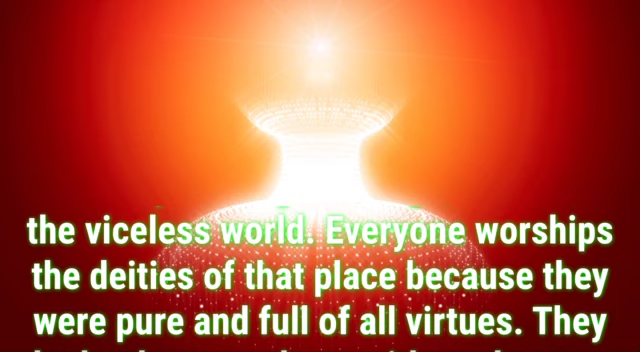 the viceless world. Everyone worships
the deities of that place because they
were pure and full of all virtues. They